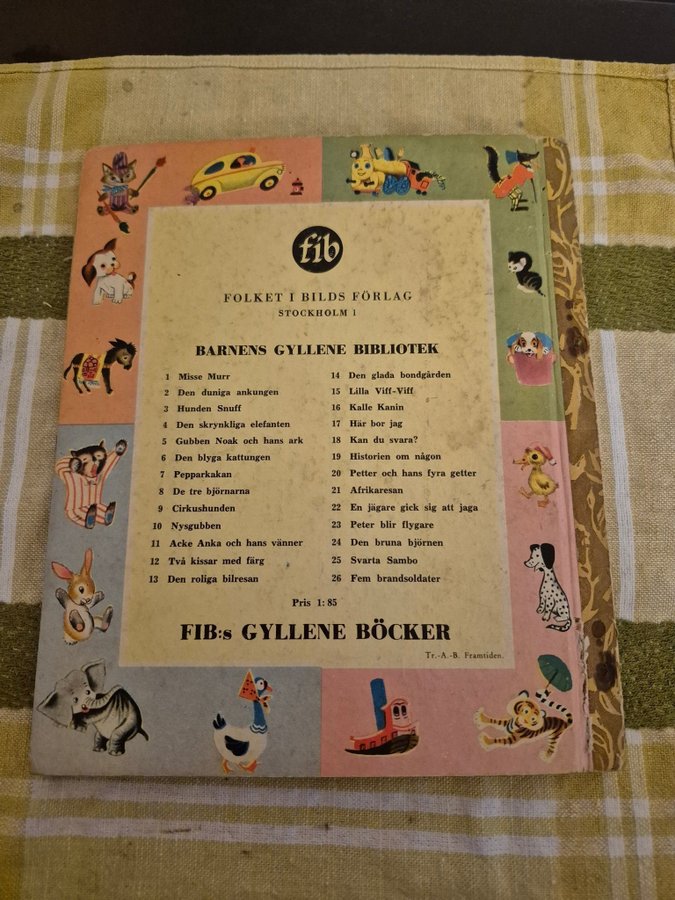 fib
FOLKET I BILDS FÖRLAG
STOCKHOLM 1
BARNENS GYLLENE BIBLIOTEK
1 Misse Murr
2 Den duniga ankungen
3 Hunden Snuff
4 Den skrynkliga elefanten
5 Gubben Noak och hans ark
6 Den blyga kattungen
7 Pepparkakan
8 De tre björnarna
9 Cirkushunden
10 Nysgubben
11 Acke Anka och hans vänner
12 Två kissar med färg
13 Den roliga bilresan
14 Den glada bondgården
15 Lilla Viff-Viff
16 Kalle Kanin
17 Här bor jag
18 Kan du svara?
19 Historien om någon
20 Petter och hans fyra getter
21 Afrikaresan
22 En jägare gick sig att jaga
23 Peter blir flygare
24 Den bruna björnen
25 Svarta Sambo
26 Fem brandsoldater
Pris 1:85
FIB:s GYLLENE BÖCKER
Tr.-A.-B. Framtiden.